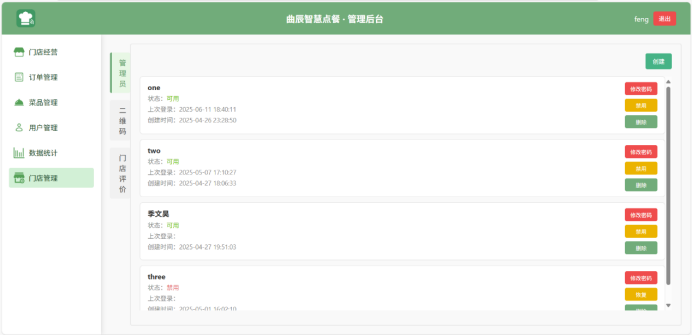 曲辰智慧点餐 · 管理后台
feng
退出
门店经营
订单管理
菜品管理
用户管理
数据统计
门店管理
管理员
二维码
门店评价
创建
one
状态：可用
上次登录：2025-06-11 18:40:11
创建时间：2025-04-26 23:28:50
修改密码
禁用
删除
two
状态：可用
上次登录：2025-05-07 17:10:27
创建时间：2025-04-27 18:06:33
修改密码
禁用
删除
季文昊
状态：可用
上次登录：
创建时间：2025-04-27 19:51:03
修改密码
禁用
删除
three
状态：禁用
上次登录：
创建时间：2025-05-01 16:02:10
修改密码
恢复